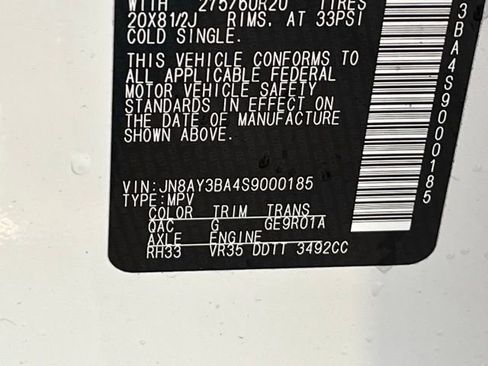 WITH 275/60R20 TIRES
20X81/2J RIMS, AT 33PSI
COLD SINGLE.
THIS VEHICLE CONFORMS TO
ALL APPLICABLE FEDERAL
MOTOR VEHICLE SAFETY
STANDARDS IN EFFECT ON
THE DATE OF MANUFACTURE
SHOWN ABOVE.
VIN:JN8AY3BA4S9000185
TYPE:MPV
COLOR TRIM TRANS
QAC G GE9R01A
AXLE ENGINE
RH33 VR35 DDTT 3492CC
3BA4S9000185